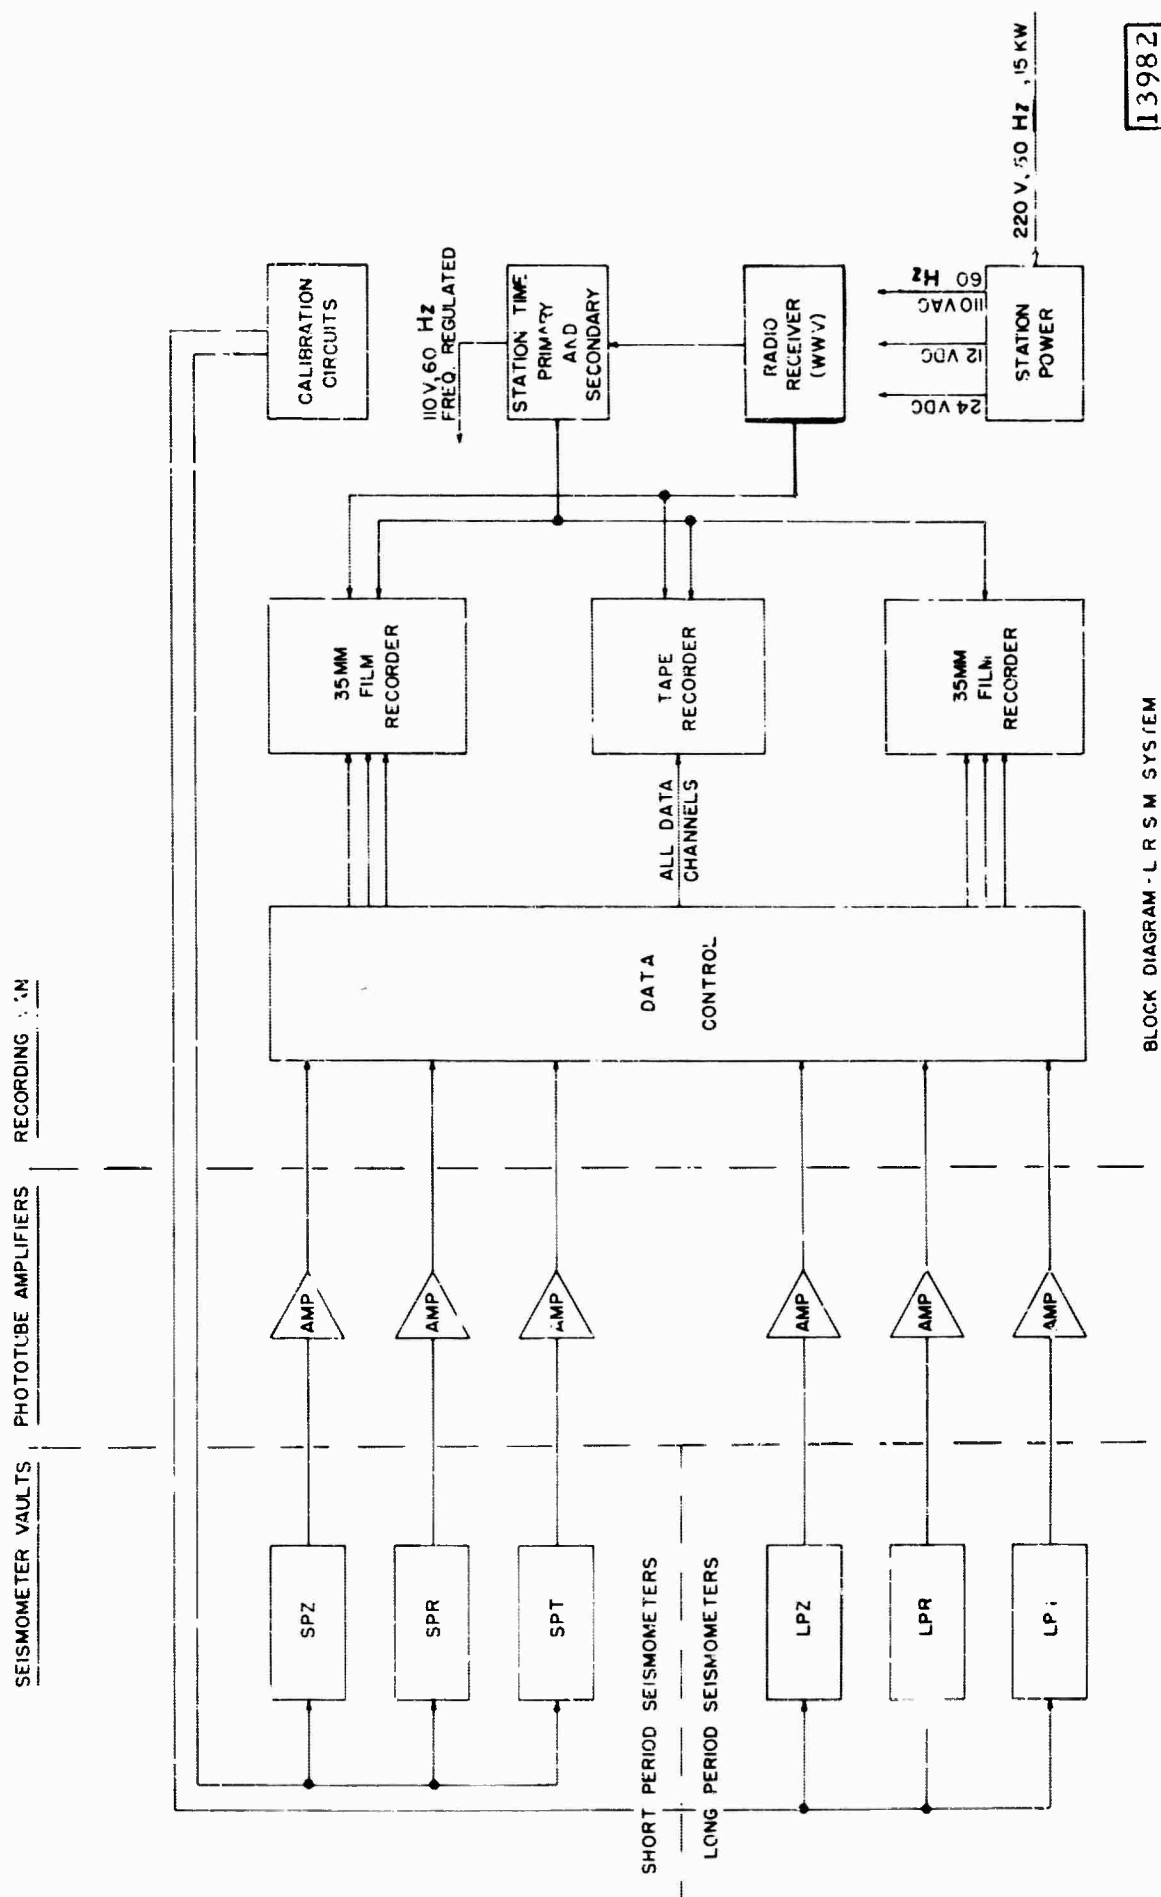 SEISMOMETER VAULTS
PHOTOTUBE AMPLIFIERS
RECORDING
SPZ
SPR
SPT
SHORT PERIOD SEISMOMETERS
LONG PERIOD SEISMOMETERS
LPZ
LPR
AMP
AMP
AMP
AMP
AMP
AMP
DATA
CONTROL
ALL DATA
CHANNELS
35MM
FILM
RECORDER
TAPE
RECORDER
35MM
FILM
RECORDER
CALIBRATION
CIRCUITS
110V, 60 Hz
FREQ. REGULATED
STATION TIME
PRIMARY
AND
SECONDARY
RADIO
RECEIVER
(WWV)
24 VDC
12 VDC
110 VAC
60
Hz
STATION
POWER
220 V, 60 Hz , 15 KW
BLOCK DIAGRAM - L R S M SYSTEM
13982